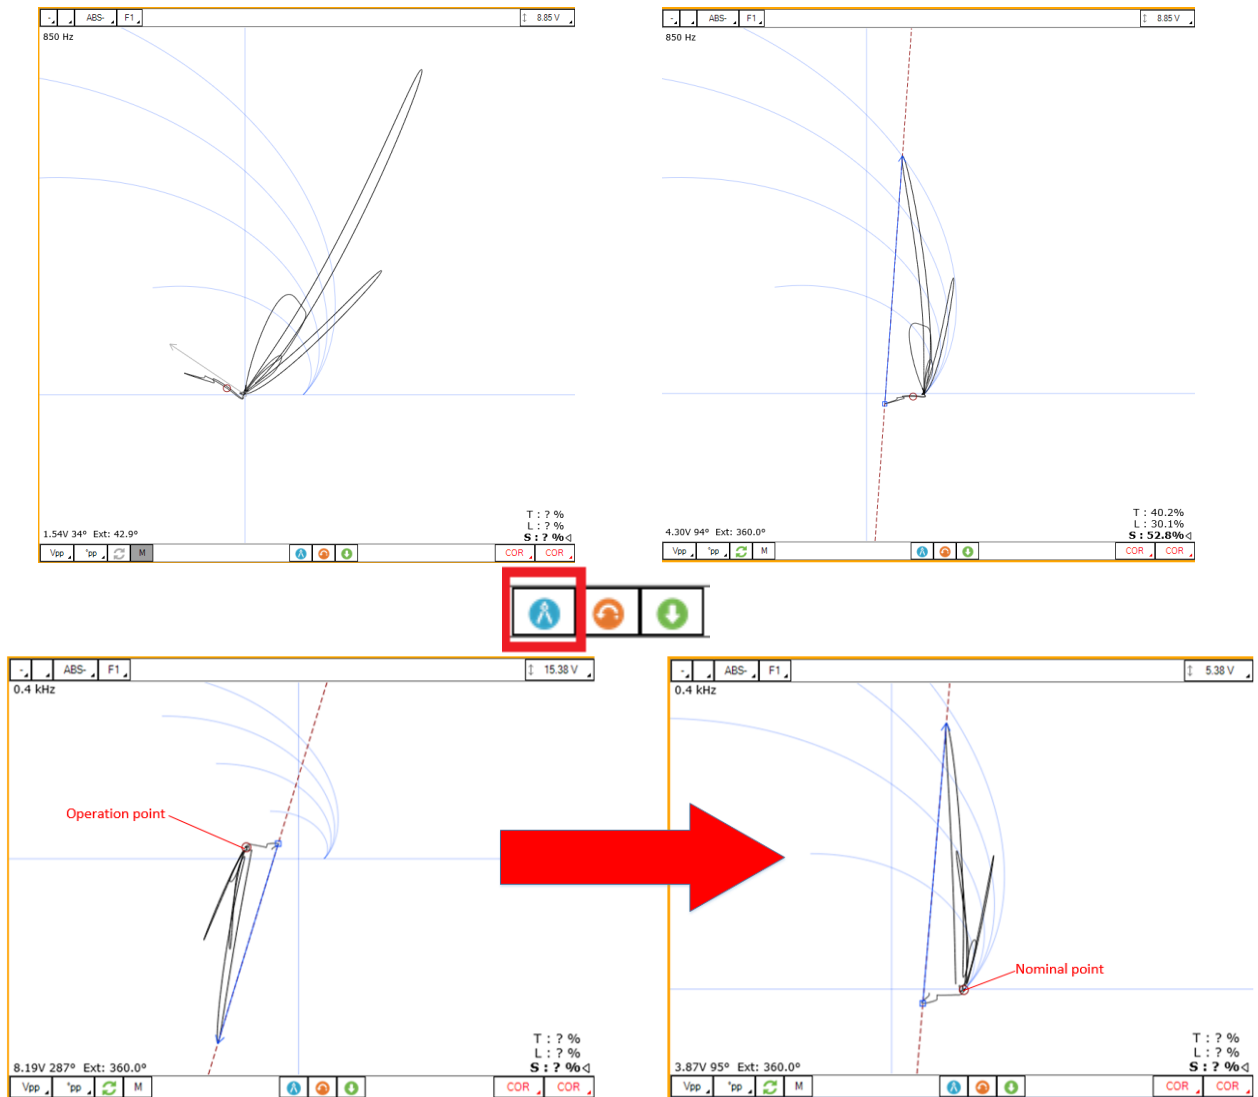 -
ABS-
F1
8.85 V
850 Hz
T : ? %
L : ? %
1.54V 34° Ext: 42.9°
S : ? %
Vpp
°pp
M
COR
COR
-
ABS-
F1
8.85 V
850 Hz
T : 40.2%
L : 30.1%
4.30V 94° Ext: 360.0°
S : 52.8%
Vpp
°pp
M
COR
COR
-
ABS-
F1
15.38 V
0.4 kHz
Operation point
T : ? %
L : ? %
8.19V 287° Ext: 360.0°
S : ? %
Vpp
°pp
M
COR
COR
-
ABS-
F1
5.38 V
0.4 kHz
Nominal point
T : ? %
L : ? %
3.87V 95° Ext: 360.0°
S : ? %
Vpp
°pp
M
COR
COR